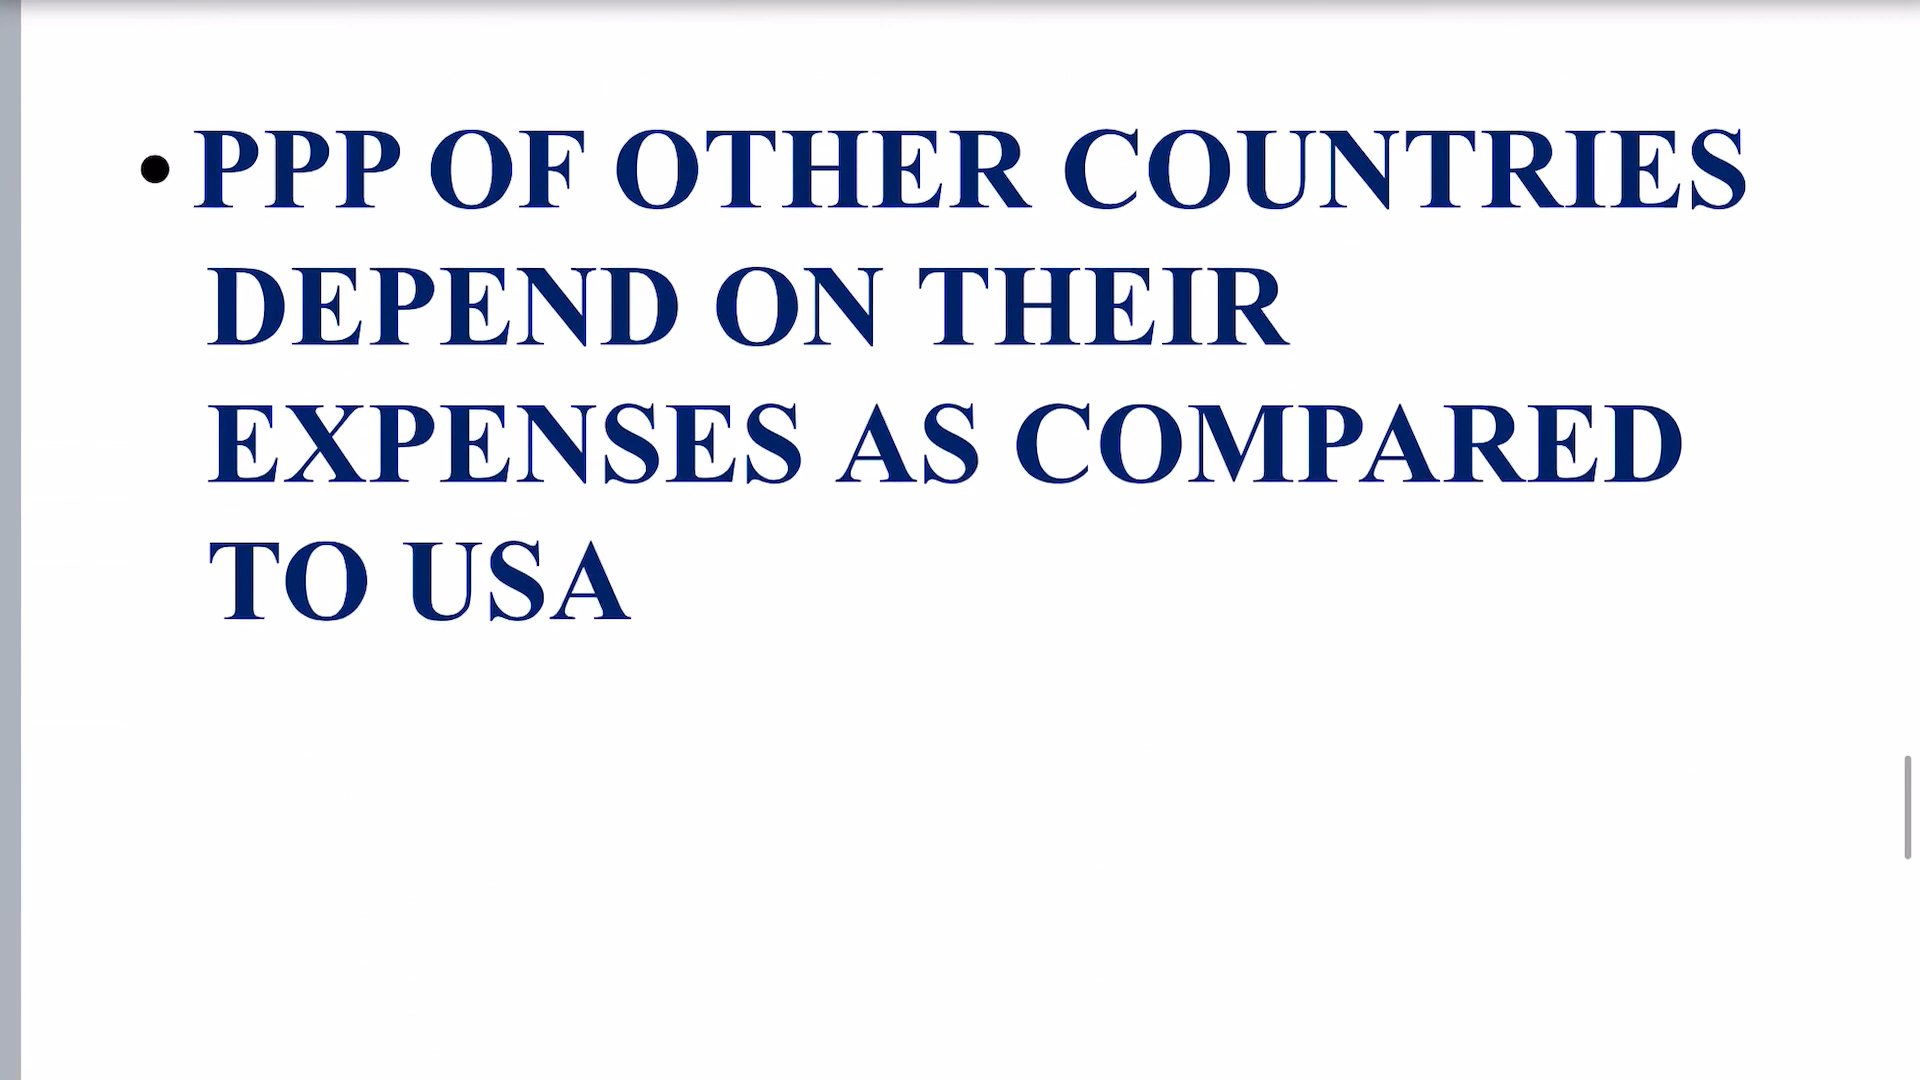 • PPP OF OTHER COUNTRIES
DEPEND ON THEIR
EXPENSES AS COMPARED
TO USA